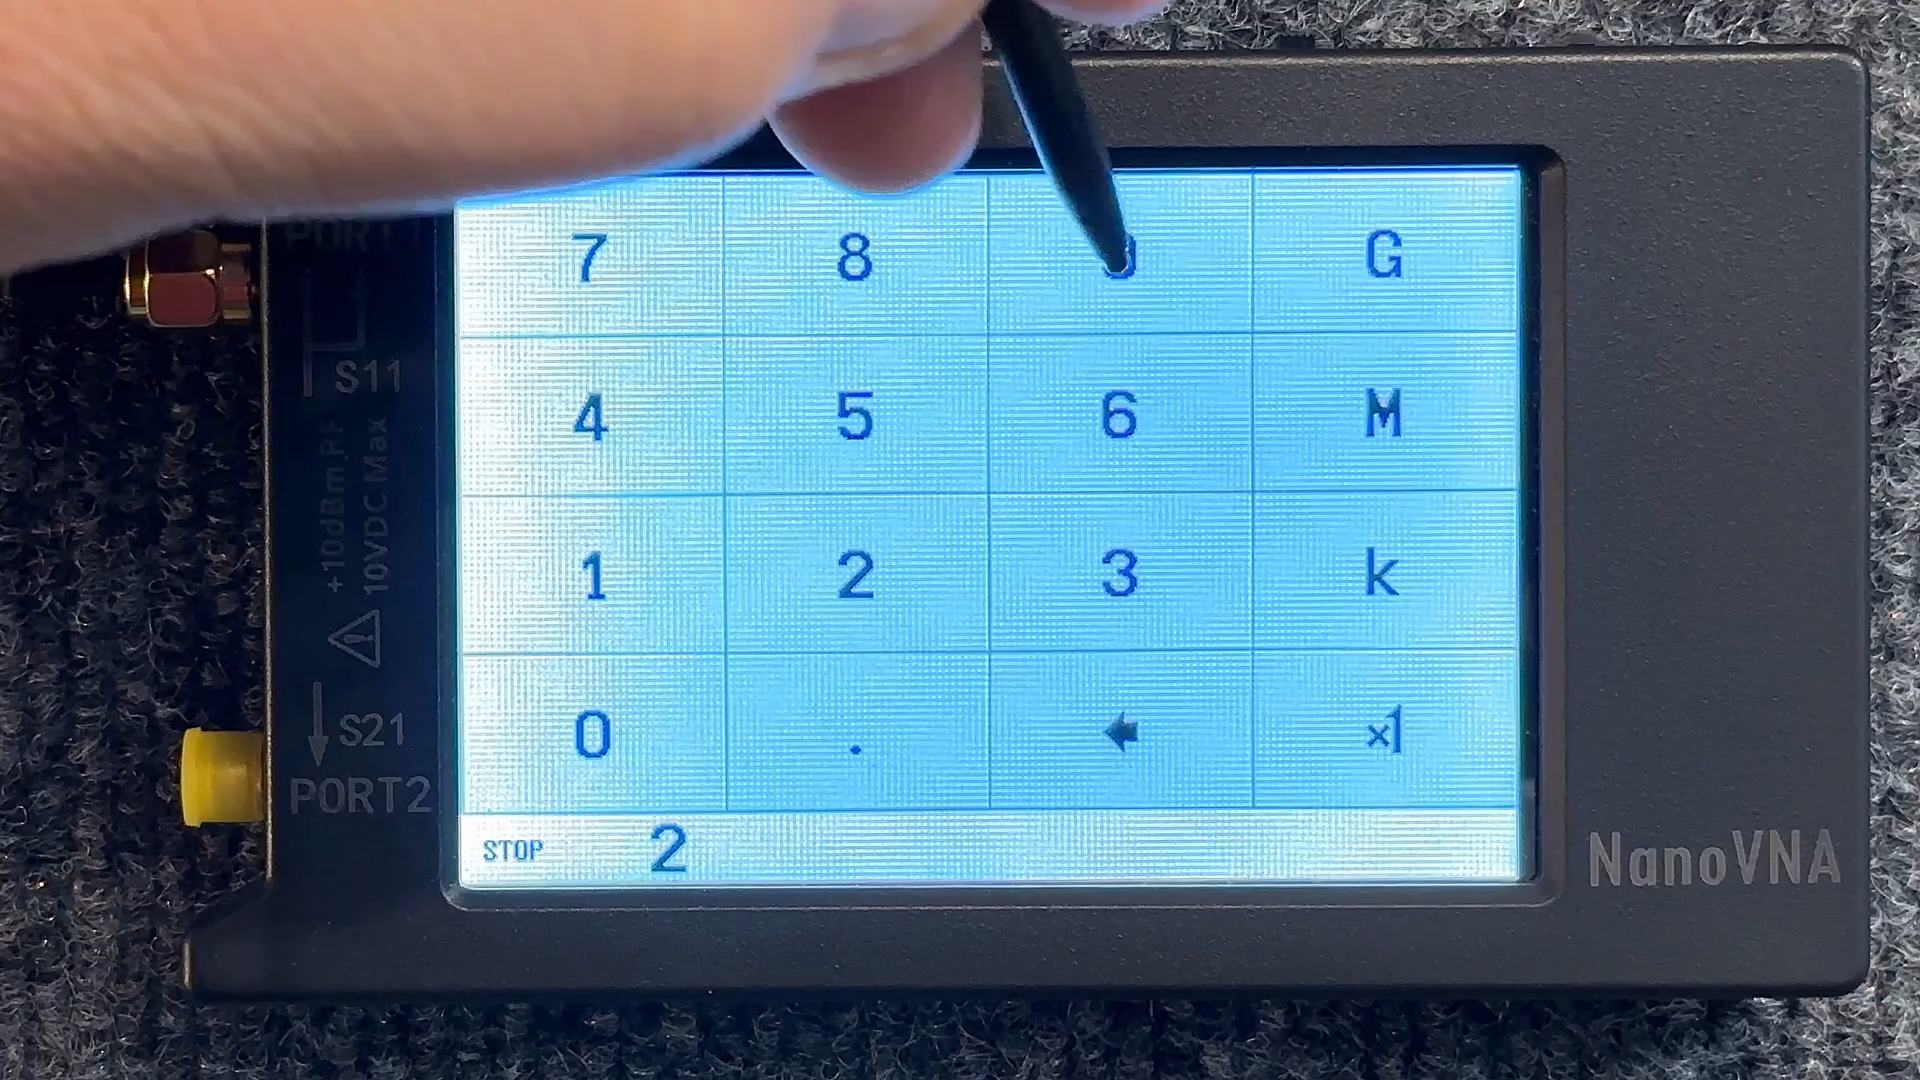 PORT1
S11
+10dBm RF
10VDC Max
S21
PORT2
7 8 9 G
4 5 6 M
1 2 3 k
0 . ×1
STOP 2
NanoVNA